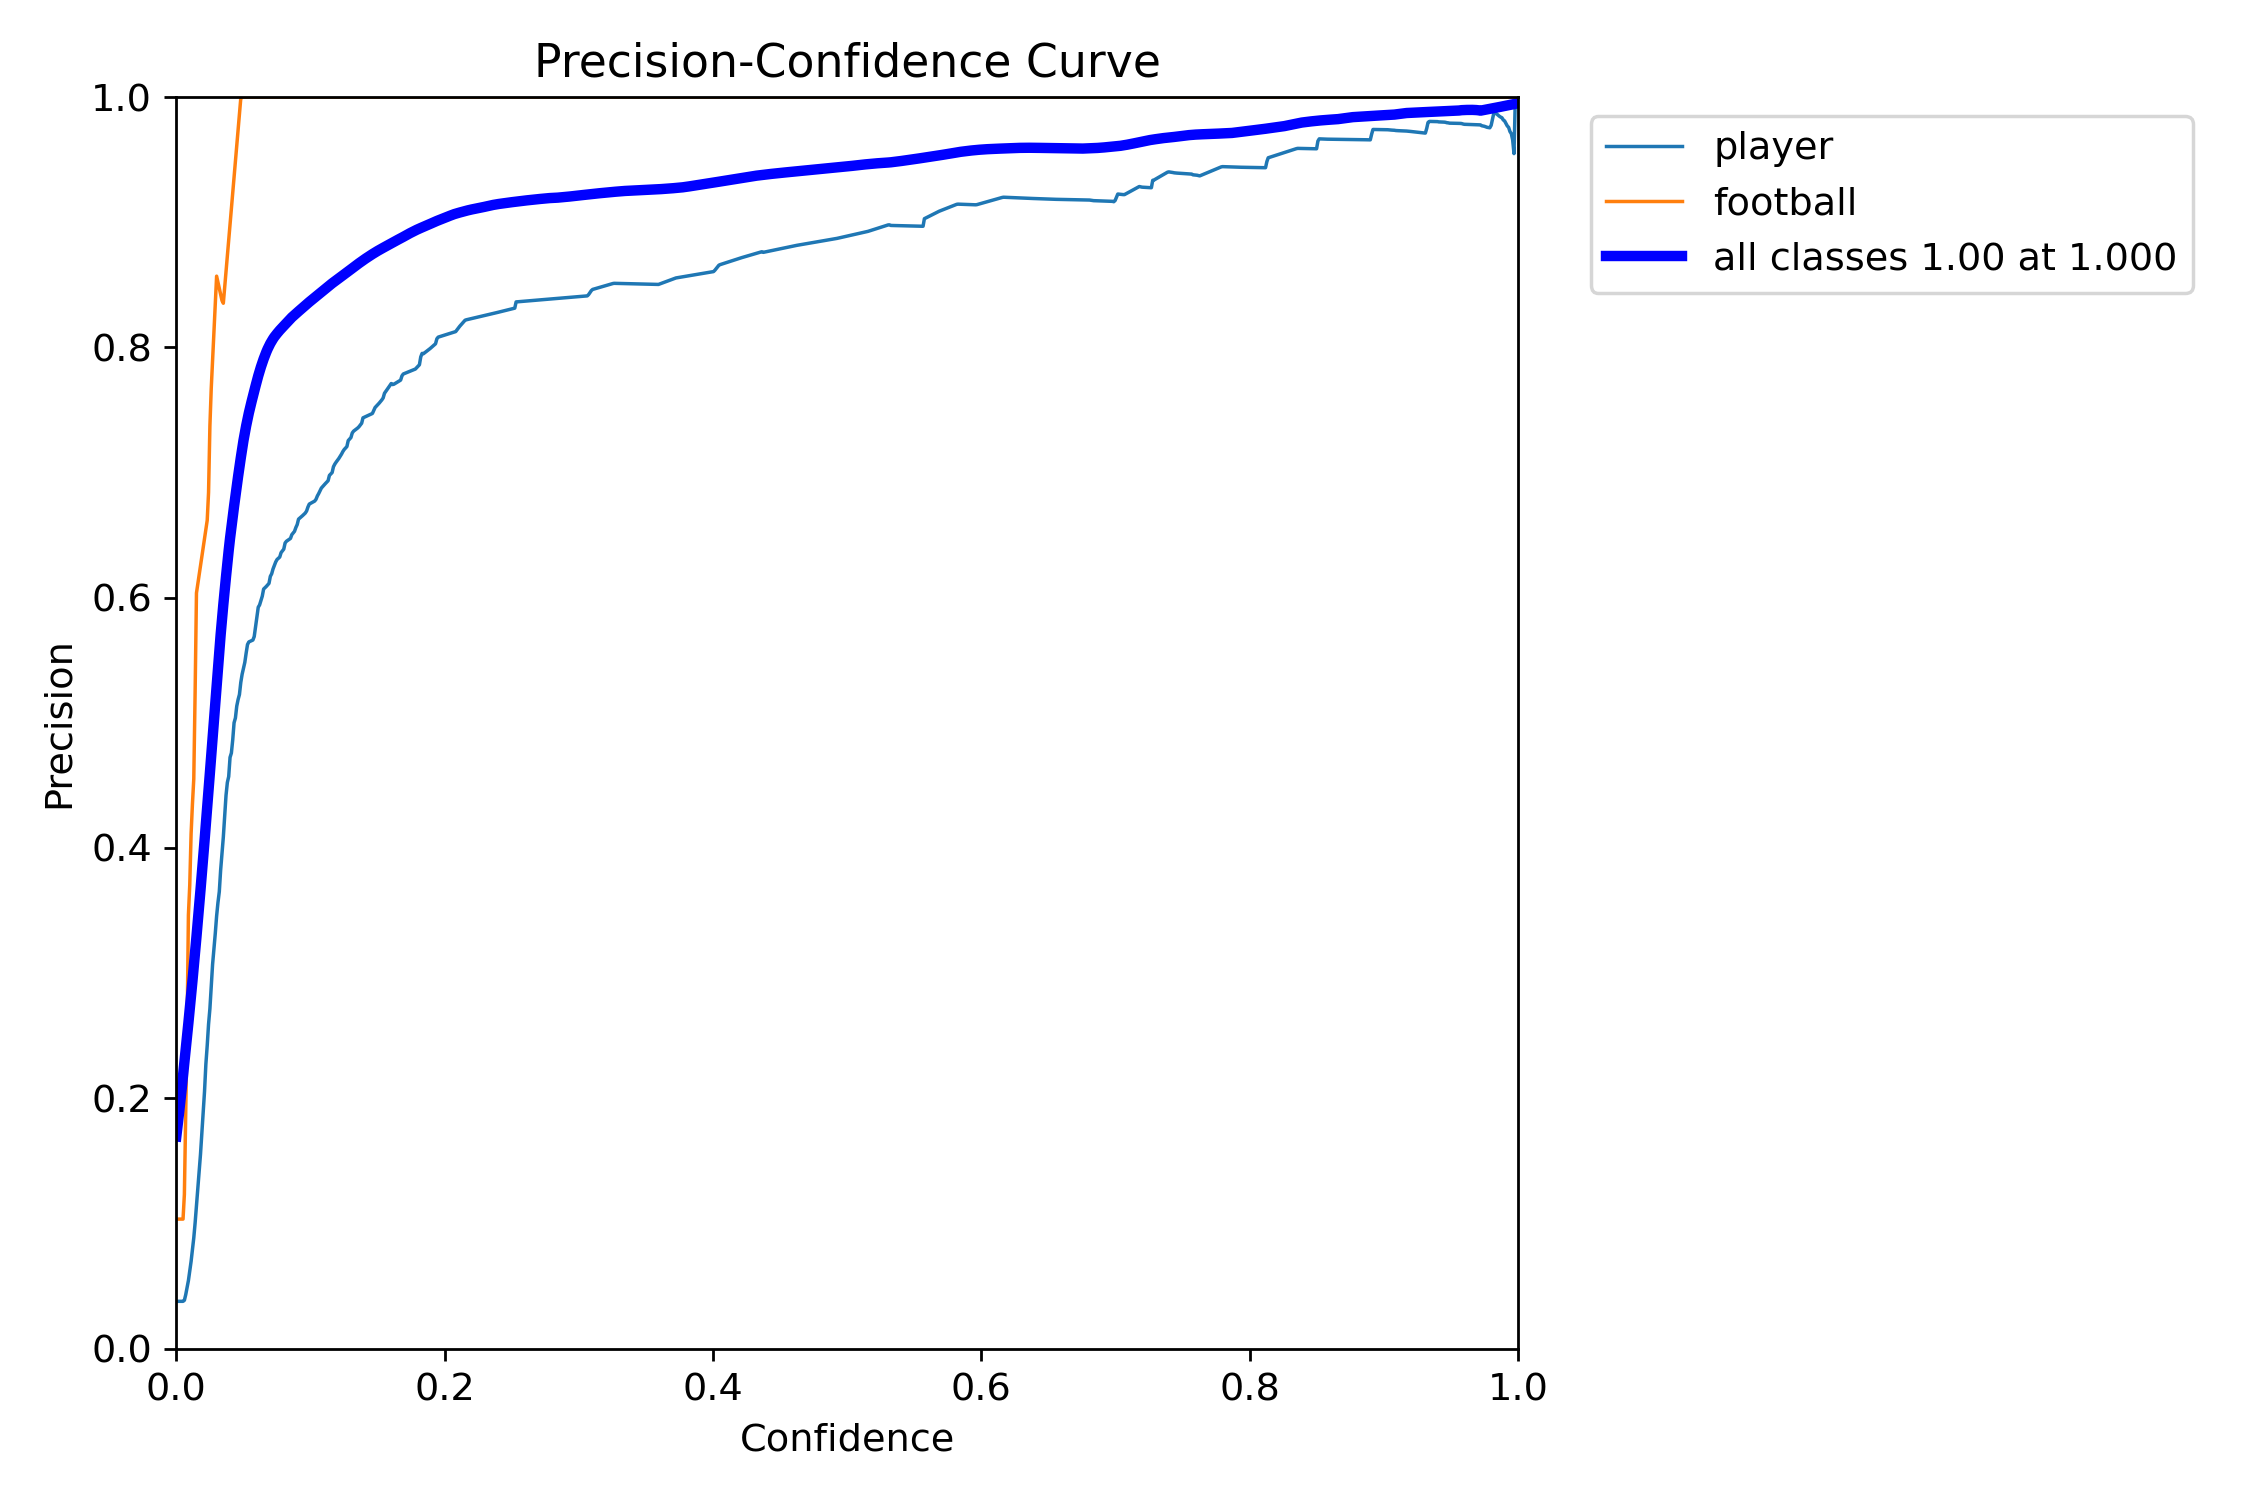 Precision-Confidence Curve
1.0
0.8
0.6
0.4
0.2
0.0
Precision
0.0 0.2 0.4 0.6 0.8 1.0
Confidence
player
football
all classes 1.00 at 1.000